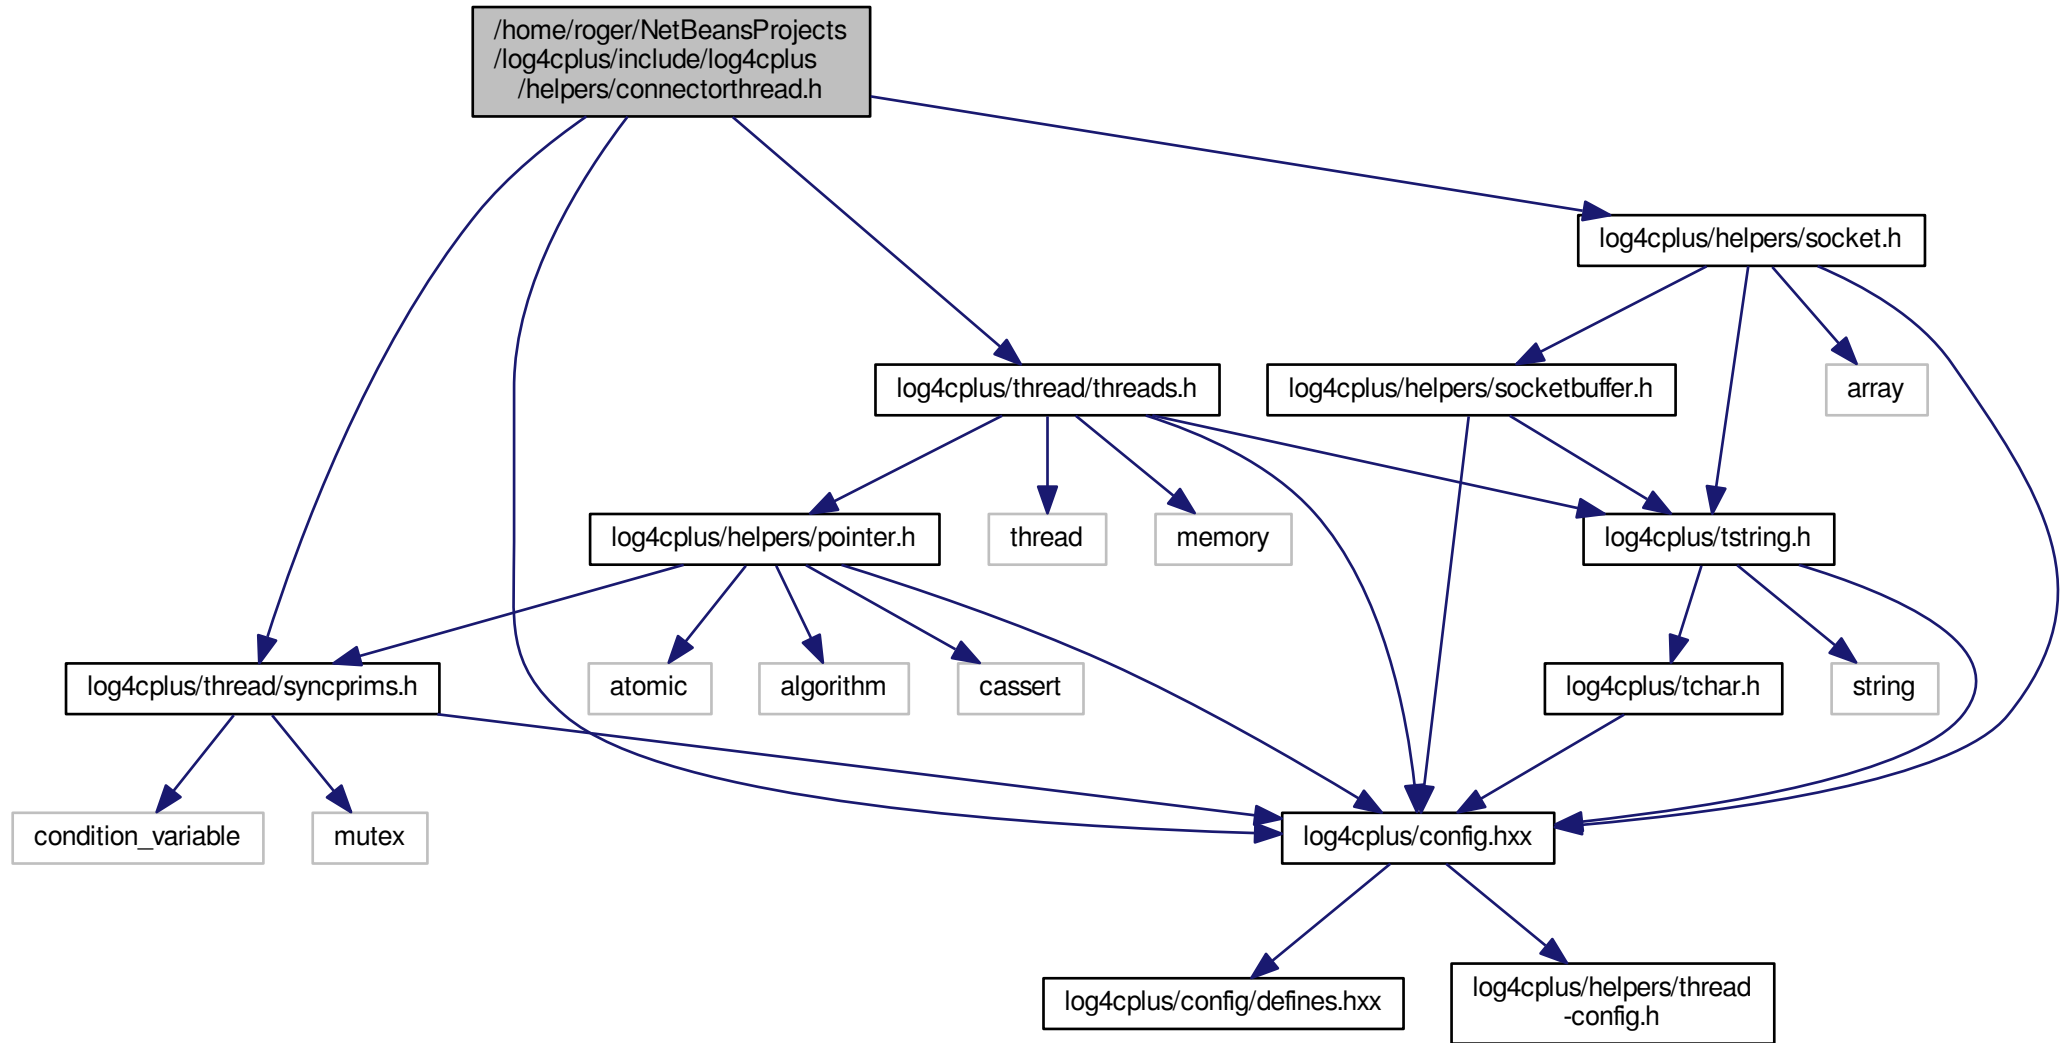 /home/roger/NetBeansProjects
/log4cplus/include/log4cplus
/helpers/connectorthread.h
log4cplus/helpers/socket.h
log4cplus/thread/threads.h
log4cplus/helpers/socketbuffer.h
array
log4cplus/helpers/pointer.h
thread
memory
log4cplus/tstring.h
log4cplus/thread/syncprims.h
atomic
algorithm
cassert
log4cplus/tchar.h
string
condition_variable
mutex
log4cplus/config.hxx
log4cplus/config/defines.hxx
log4cplus/helpers/thread
-config.h